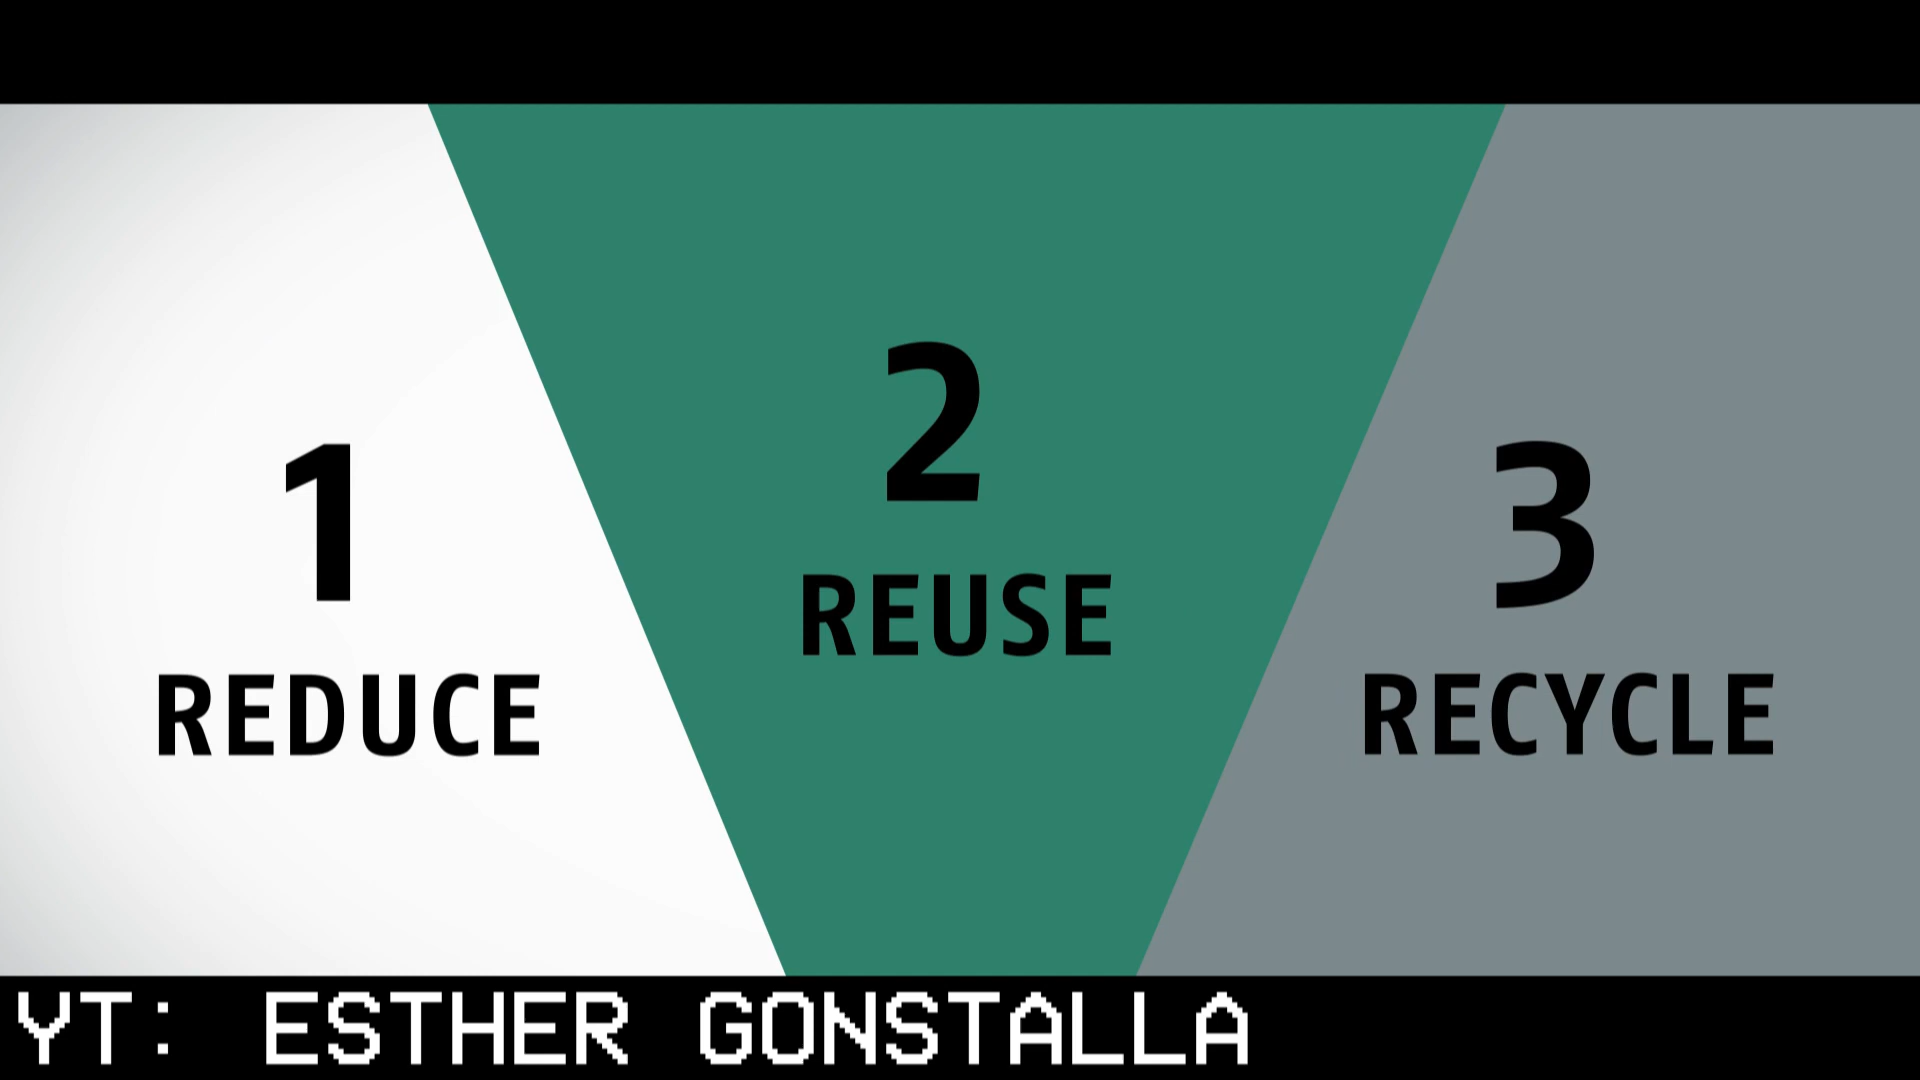 1
REDUCE
2
REUSE
3
RECYCLE
YT: ESTHER GONSTALLA